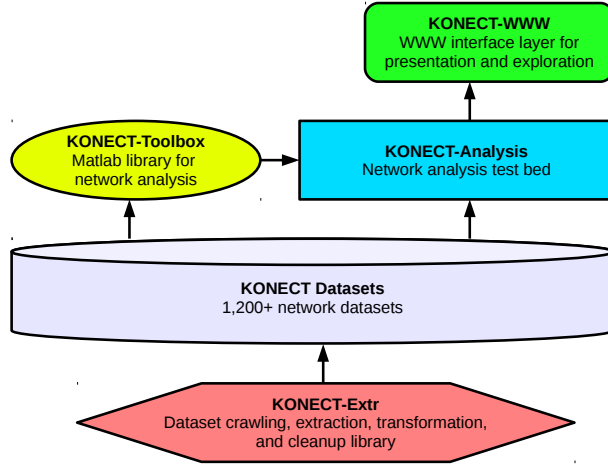 KONECT-WWW
WWW interface layer for
presentation and exploration
KONECT-Toolbox
Matlab library for
network analysis
KONECT-Analysis
Network analysis test bed
KONECT Datasets
1,200+ network datasets
KONECT-Extr
Dataset crawling, extraction, transformation,
and cleanup library